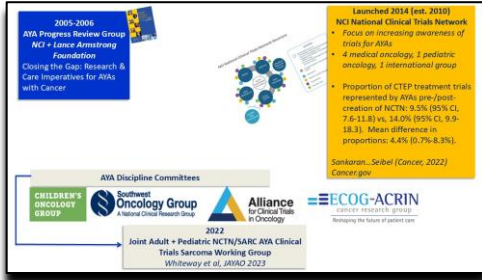 2005-2006
AYA Progress Review Group
NCI + Lance Armstrong
Foundation
Closing the Gap: Research &
Care Imperatives for AYAs
with Cancer
Launched 2014 (est. 2010)
NCI National Clinical Trials Network
• Focus on increasing awareness of
trials for AYAs
• 4 medical oncology, 1 pediatric
oncology, 1 international group
• Proportion of CTEP treatment trials
represented by AYAs pre-/post-
creation of NCTN: 9.5% (95% CI,
7.6-11.8) vs, 14.0% (95% CI, 9.9-
18.3). Mean difference in
proportions: 4.4% (0.7%-8.3%).
Sankaran...Seibel (Cancer, 2022)
Cancer.gov
AYA Discipline Committees
CHILDREN'S
ONCOLOGY
GROUP
Southwest
Oncology Group
A National Clinical Research Group
Alliance
for Clinical Trials
in Oncology
ECOG-ACRIN
cancer research group
Reshaping the future of patient care
2022
Joint Adult + Pediatric NCTN/SARC AYA Clinical
Trials Sarcoma Working Group
Whiteway et al, JAYAO 2023